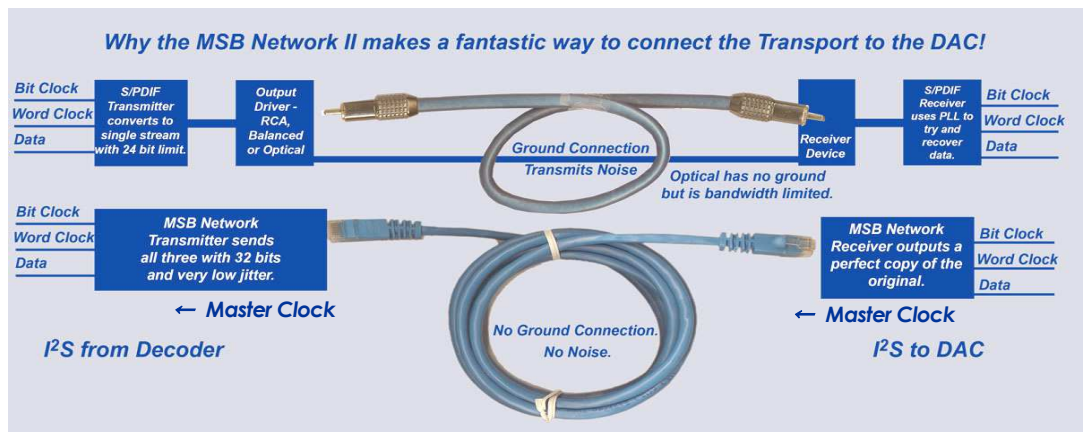 Why the MSB Network II makes a fantastic way to connect the Transport to the DAC!
Bit Clock
Word Clock
Data
S/PDIF
Transmitter
converts to
single stream
with 24 bit limit.
Output
Driver -
RCA,
Balanced
or Optical
Ground Connection
Transmits Noise
Optical has no ground
but is bandwidth limited.
Receiver
Device
S/PDIF
Receiver
uses PLL to
try and
recover
data.
Bit Clock
Word Clock
Data
Bit Clock
Word Clock
Data
MSB Network
Transmitter sends
all three with 32 bits
and very low jitter.
← Master Clock
I²S from Decoder
No Ground Connection.
No Noise.
MSB Network
Receiver outputs a
perfect copy of the
original.
Bit Clock
Word Clock
Data
← Master Clock
I²S to DAC